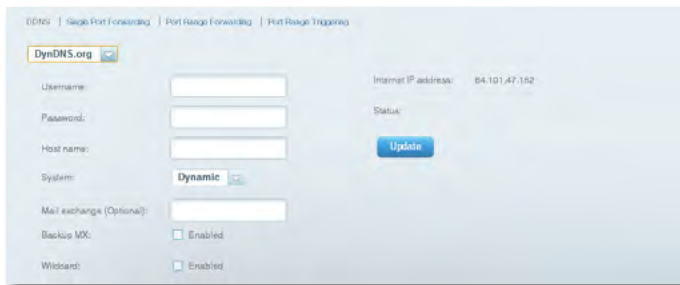 DDNS | Single Port Forwarding | Port Range Forwarding | Port Range Triggering
DynDNS.org
Username:
Password:
Host name:
System: Dynamic
Mail exchange (Optional):
Backup MX: Enabled
Wildcard: Enabled
Internet IP address: 64.101.47.152
Status:
Update